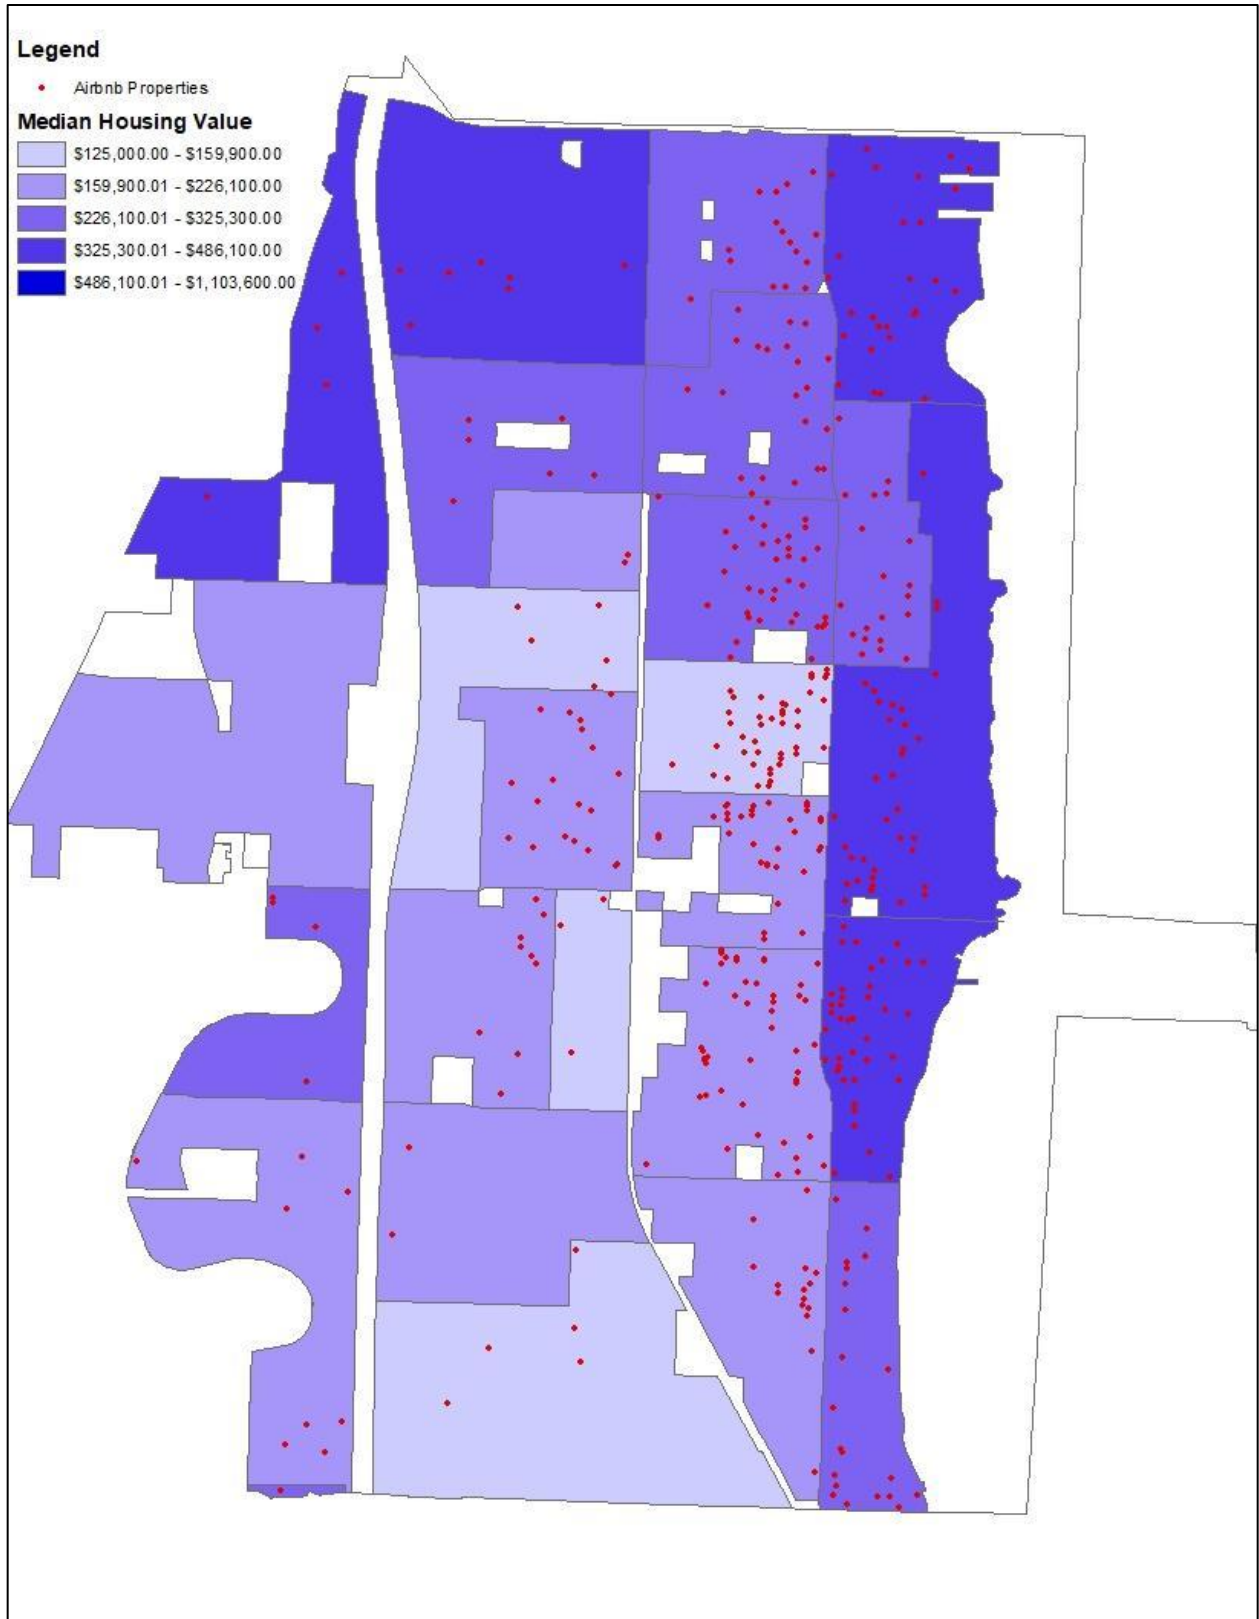 Legend
Airbnb Properties
Median Housing Value
$125,000.00 - $159,900.00
$159,900.01 - $226,100.00
$226,100.01 - $325,300.00
$325,300.01 - $486,100.00
$486,100.01 - $1,103,600.00